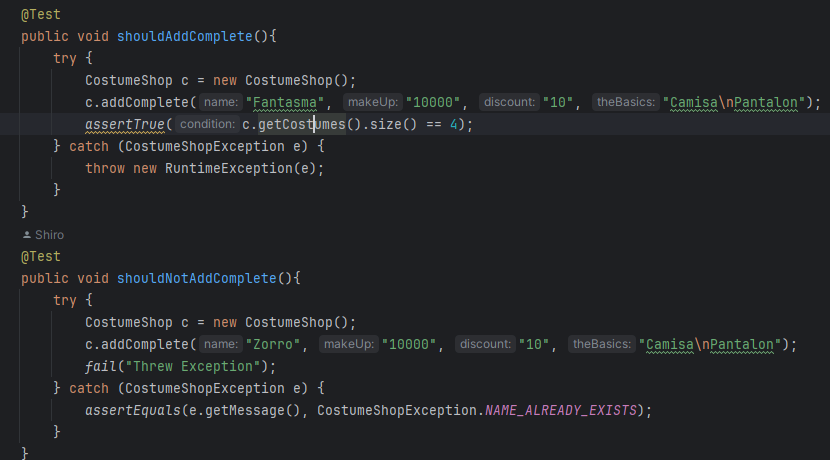 @Test
public void shouldAddComplete(){
try {
CostumeShop c = new CostumeShop();
c.addComplete( name: "Fantasma", makeUp: "10000", discount: "10", theBasics: "Camisa\nPantalon");
assertTrue( condition: c.getCostumes().size() == 4);
} catch (CostumeShopException e) {
throw new RuntimeException(e);
}
}
Shiro
@Test
public void shouldNotAddComplete(){
try {
CostumeShop c = new CostumeShop();
c.addComplete( name: "Zorro", makeUp: "10000", discount: "10", theBasics: "Camisa\nPantalon");
fail("Threw Exception");
} catch (CostumeShopException e) {
assertEquals(e.getMessage(), CostumeShopException.NAME_ALREADY_EXISTS);
}
}